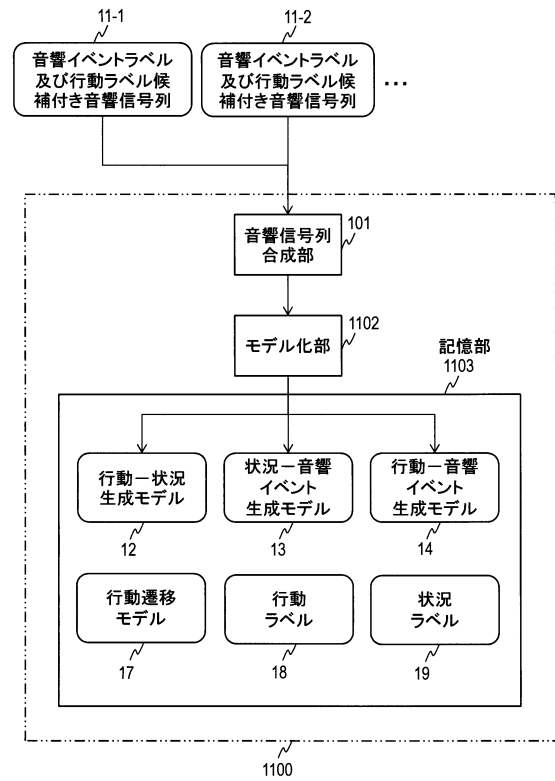 11-1
11-2
音響イベントラベル
及び行動ラベル候
補付き音響信号列
音響イベントラベル
及び行動ラベル候
補付き音響信号列
・・・
101
音響信号列
合成部
1102
モデル化部
記憶部
1103
行動－状況
生成モデル
状況－音響
イベント
生成モデル
行動－音響
イベント
生成モデル
12
13
14
行動遷移
モデル
行動
ラベル
状況
ラベル
17
18
19
1100